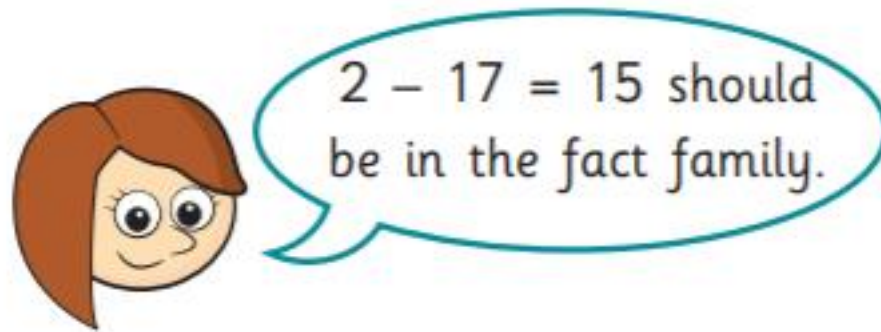 2 – 17 = 15 should
be in the fact family.